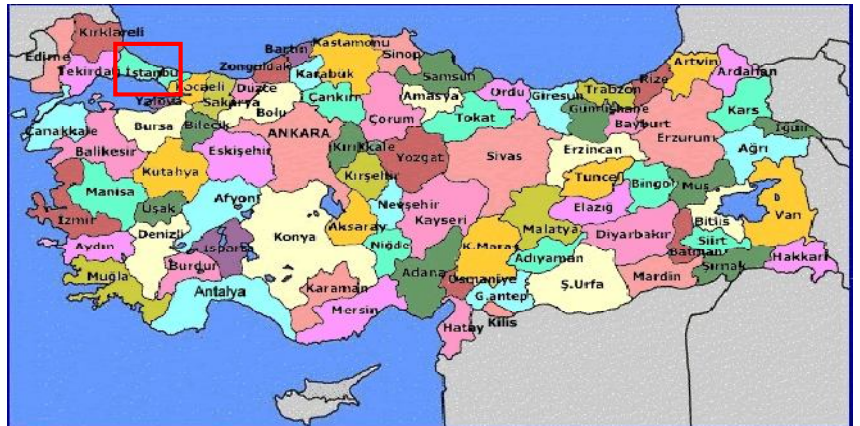 Kırklareli
Edirne
Tekirdağ
İstanbu
Kocaeli
Yalova
Sakarya
Düzce
Zonguldak
Bartın
Karabük
Kastamonu
Sinop
Samsun
Bolu
Çankırı
Çorum
Amasya
Tokat
Ordu
Giresun
Trabzon
Rize
Artvin
Ardahan
Gümüşhane
Bayburt
Erzurum
Kars
Iğdır
Ağrı
Çanakkale
Balıkesir
Bursa
Bilecik
Eskişehir
ANKARA
Kırıkkale
Yozgat
Sivas
Erzincan
Tunceli
Bingöl
Muş
Bitlis
Van
Kutahya
Manisa
Uşak
Afyon
Kırşehir
Nevşehir
Kayseri
Malatya
Elazığ
Diyarbakır
Batman
Siirt
Şırnak
Hakkari
İzmir
Aydın
Denizli
Isparta
Burdur
Muğla
Antalya
Konya
Aksaray
Niğde
Karaman
Mersin
Adana
K.Maraş
Osmaniye
G.antep
Adıyaman
Ş.Urfa
Mardin
Hatay
Kilis